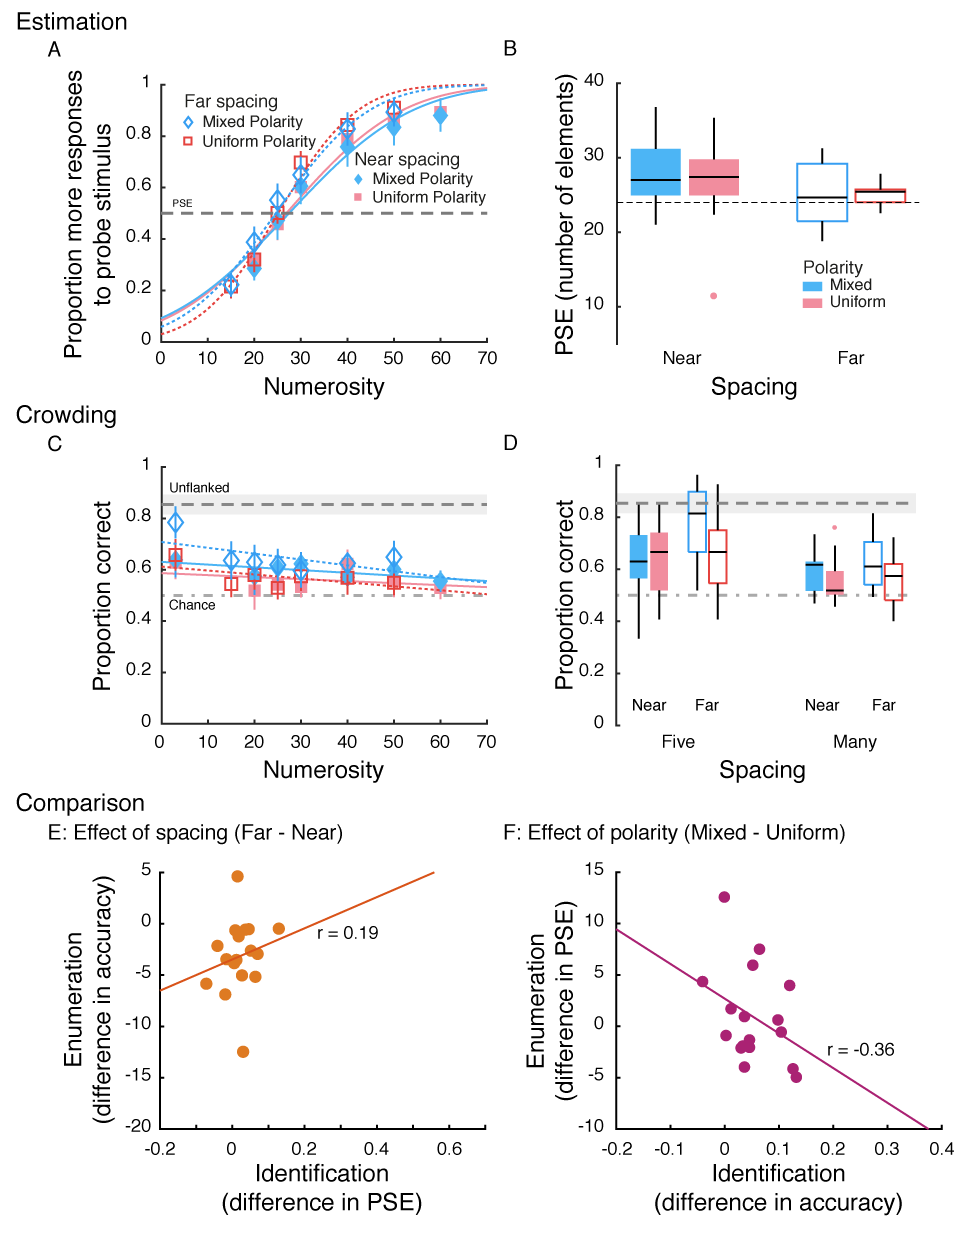 Estimation
A
Proportion more responses
to probe stimulus
1
0.8
0.6
0.4
0.2
0
Far spacing
Mixed Polarity
Uniform Polarity
Near spacing
Mixed Polarity
Uniform Polarity
PSE
0 10 20 30 40 50 60 70
Numerosity
B
PSE (number of elements)
40
30
20
10
Polarity
Mixed
Uniform
Near Far
Spacing
Crowding
C
Proportion correct
1
0.8
0.6
0.4
0.2
0
Unflanked
Chance
0 10 20 30 40 50 60 70
Numerosity
D
Proportion correct
1
0.8
0.6
0.4
0.2
0
Near Far Near Far
Five Many
Spacing
Comparison
E: Effect of spacing (Far - Near)
Enumeration
(difference in accuracy)
5
0
-5
-10
-15
-20
r = 0.19
-0.2 0 0.2 0.4 0.6
Identification
(difference in PSE)
F: Effect of polarity (Mixed - Uniform)
Enumeration
(difference in PSE)
15
10
5
0
-5
-10
r = -0.36
-0.2 -0.1 0 0.1 0.2 0.3 0.4
Identification
(difference in accuracy)